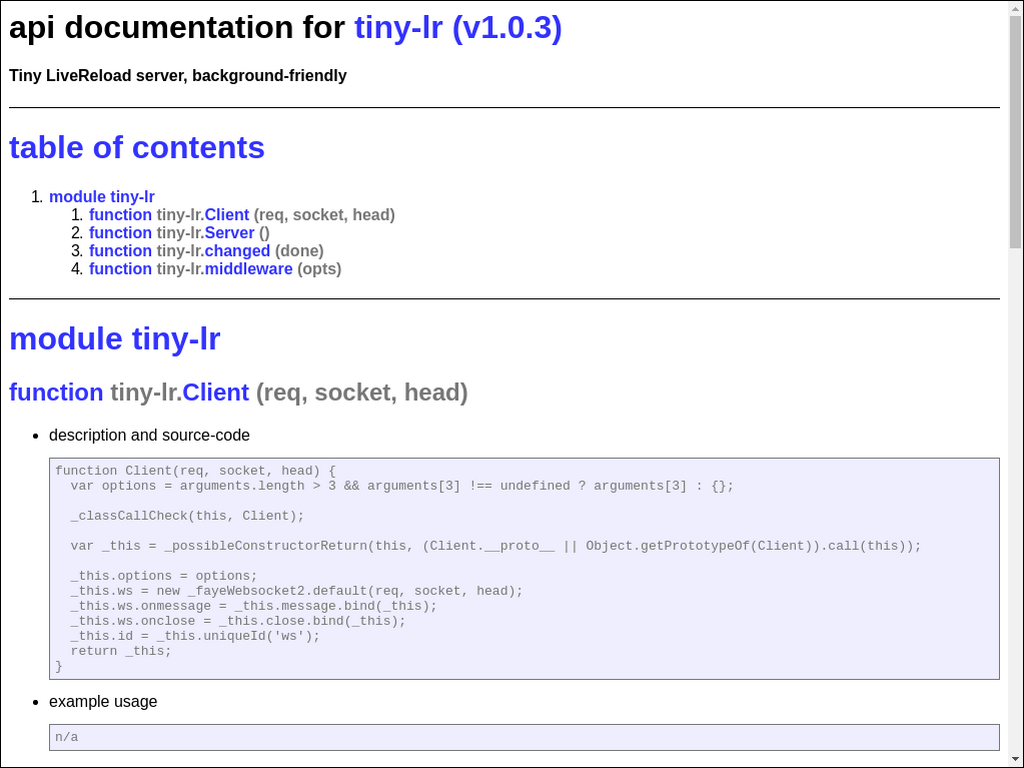 api documentation for tiny-lr (v1.0.3)
Tiny LiveReload server, background-friendly
table of contents
1. module tiny-lr
1. function tiny-lr.Client (req, socket, head)
2. function tiny-lr.Server ()
3. function tiny-lr.changed (done)
4. function tiny-lr.middleware (opts)
module tiny-lr
function tiny-lr.Client (req, socket, head)
• description and source-code
function Client(req, socket, head) {
  var options = arguments.length > 3 && arguments[3] !== undefined ? arguments[3] : {};
  _classCallCheck(this, Client);
  var _this = _possibleConstructorReturn(this, (Client.__proto__ || Object.getPrototypeOf(Client)).call(this));
  _this.options = options;
  _this.ws = new _fayeWebsocket2.default(req, socket, head);
  _this.ws.onmessage = _this.message.bind(_this);
  _this.ws.onclose = _this.close.bind(_this);
  _this.id = _this.uniqueId('ws');
  return _this;
}
• example usage
n/a